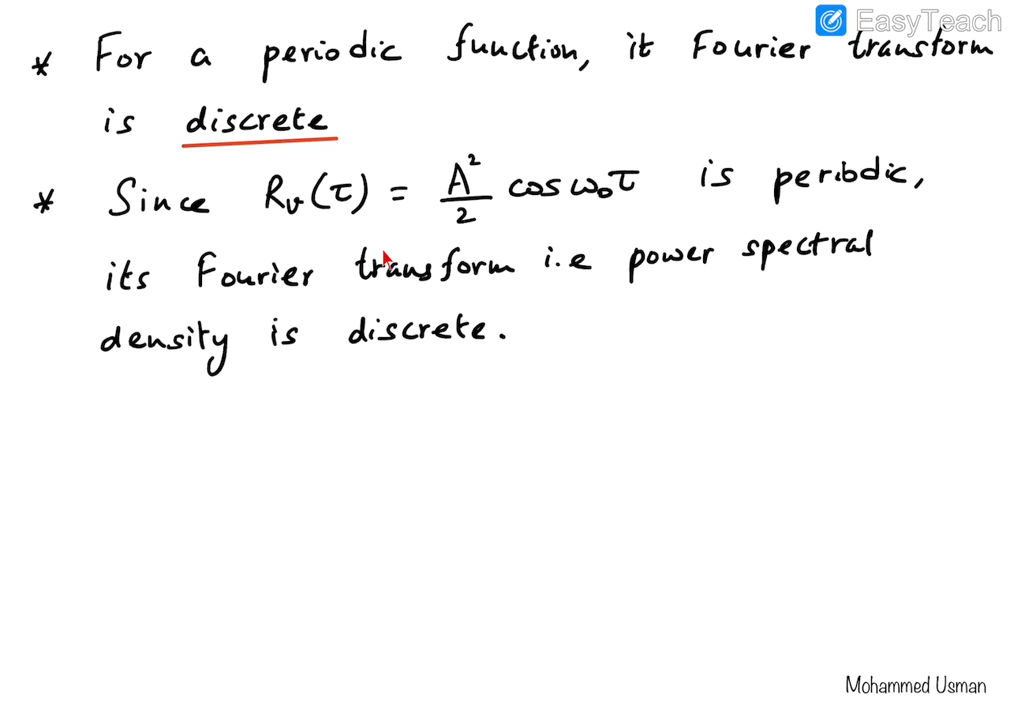 EasyTeach
* For a periodic function, it Fourier transform
is discrete
* Since Rv(τ) = A²/2 cos ω₀τ is periodic,
its Fourier transform i.e power spectral
density is discrete.
Mohammed Usman